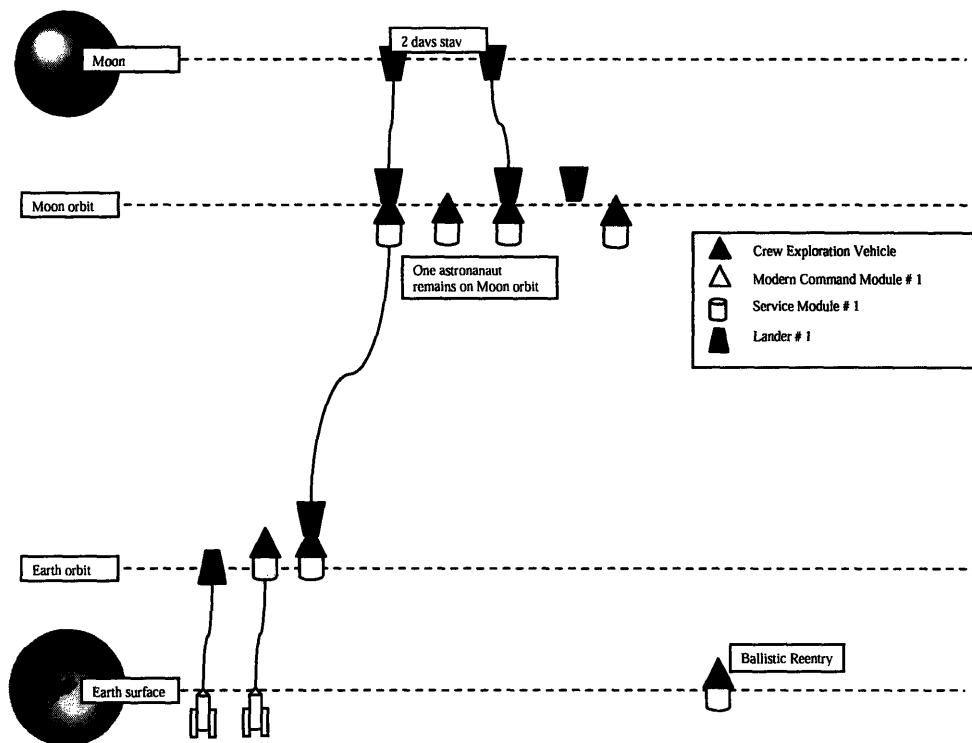 2 days stav
Moon
Moon orbit
Crew Exploration Vehicle
Modern Command Module # 1
Service Module # 1
Lander # 1
One astronanaut
remains on Moon orbit
Earth orbit
Ballistic Reentry
Earth surface